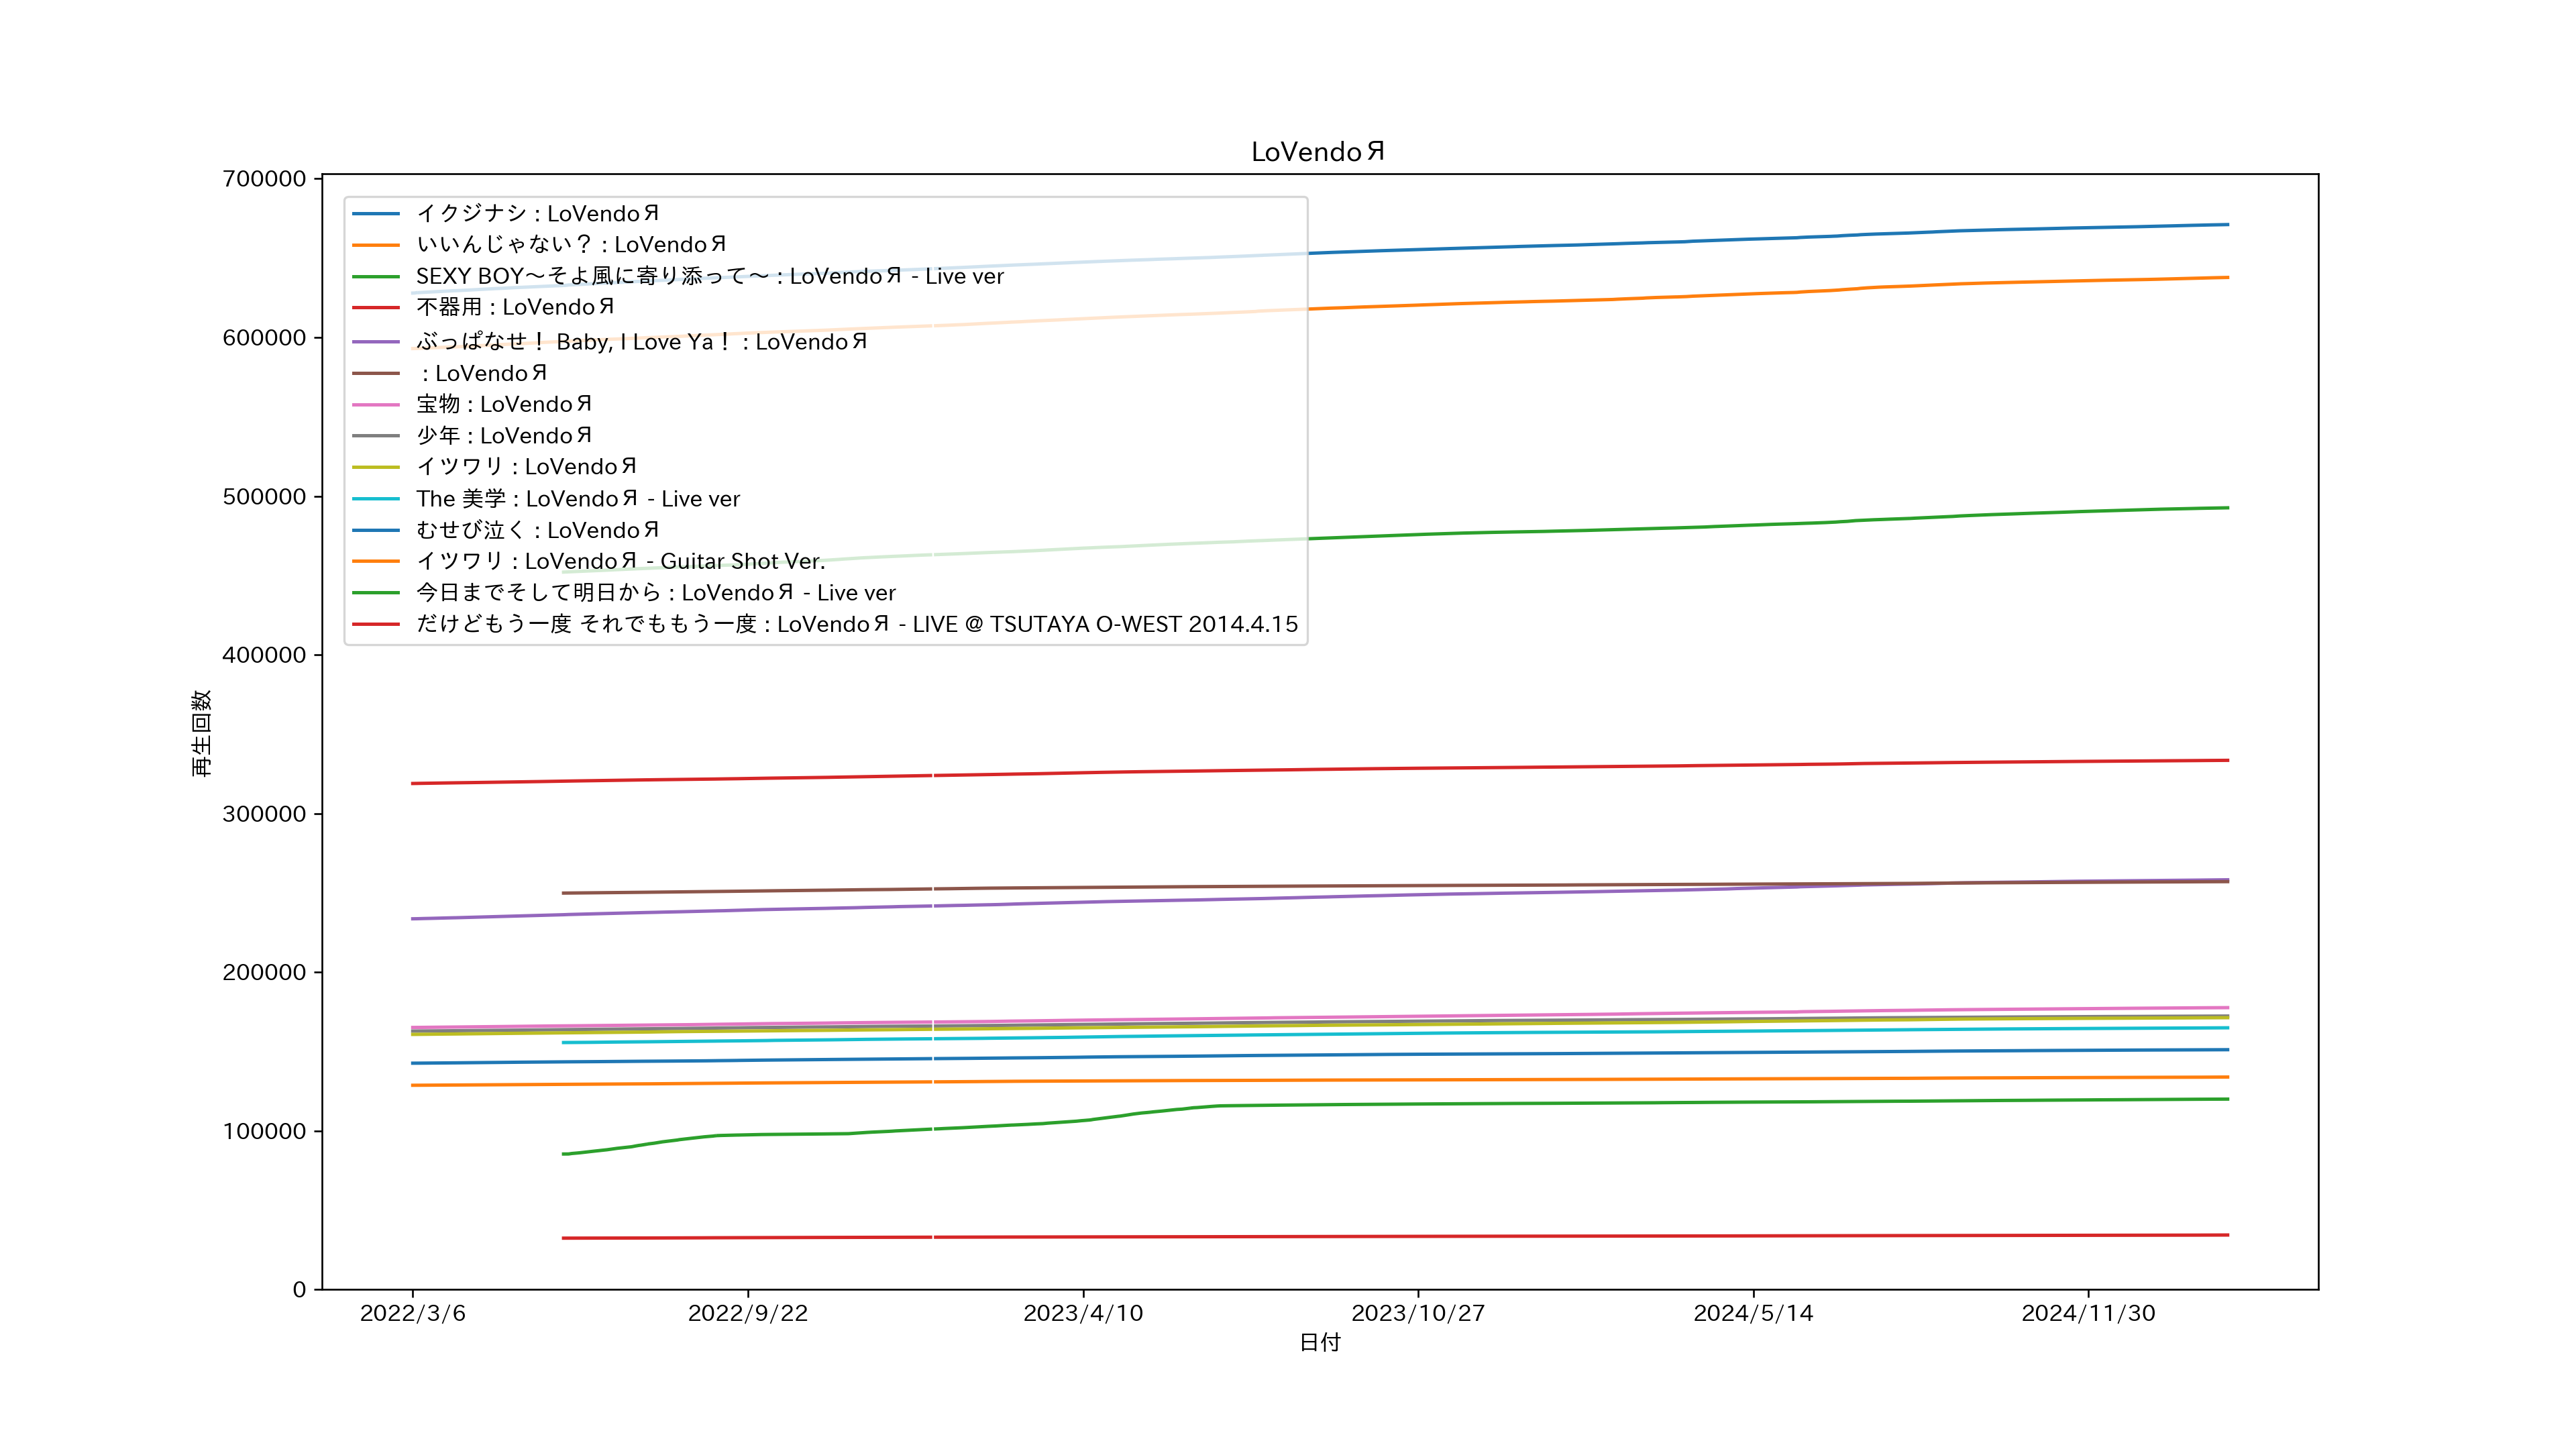 LoVendoЯ
700000
600000
500000
400000
300000
200000
100000
0
再生回数
イクジナシ : LoVendoЯ
いいんじゃない？ : LoVendoЯ
SEXY BOY〜そよ風に寄り添って〜 : LoVendoЯ - Live ver
不器用 : LoVendoЯ
ぶっぱなせ！ Baby, I Love Ya！ : LoVendoЯ
: LoVendoЯ
宝物 : LoVendoЯ
少年 : LoVendoЯ
イツワリ : LoVendoЯ
The 美学 : LoVendoЯ - Live ver
むせび泣く : LoVendoЯ
イツワリ : LoVendoЯ - Guitar Shot Ver.
今日までそして明日から : LoVendoЯ - Live ver
だけどもう一度 それでももう一度 : LoVendoЯ - LIVE @ TSUTAYA O-WEST 2014.4.15
2022/3/6
2022/9/22
2023/4/10
2023/10/27
2024/5/14
2024/11/30
日付